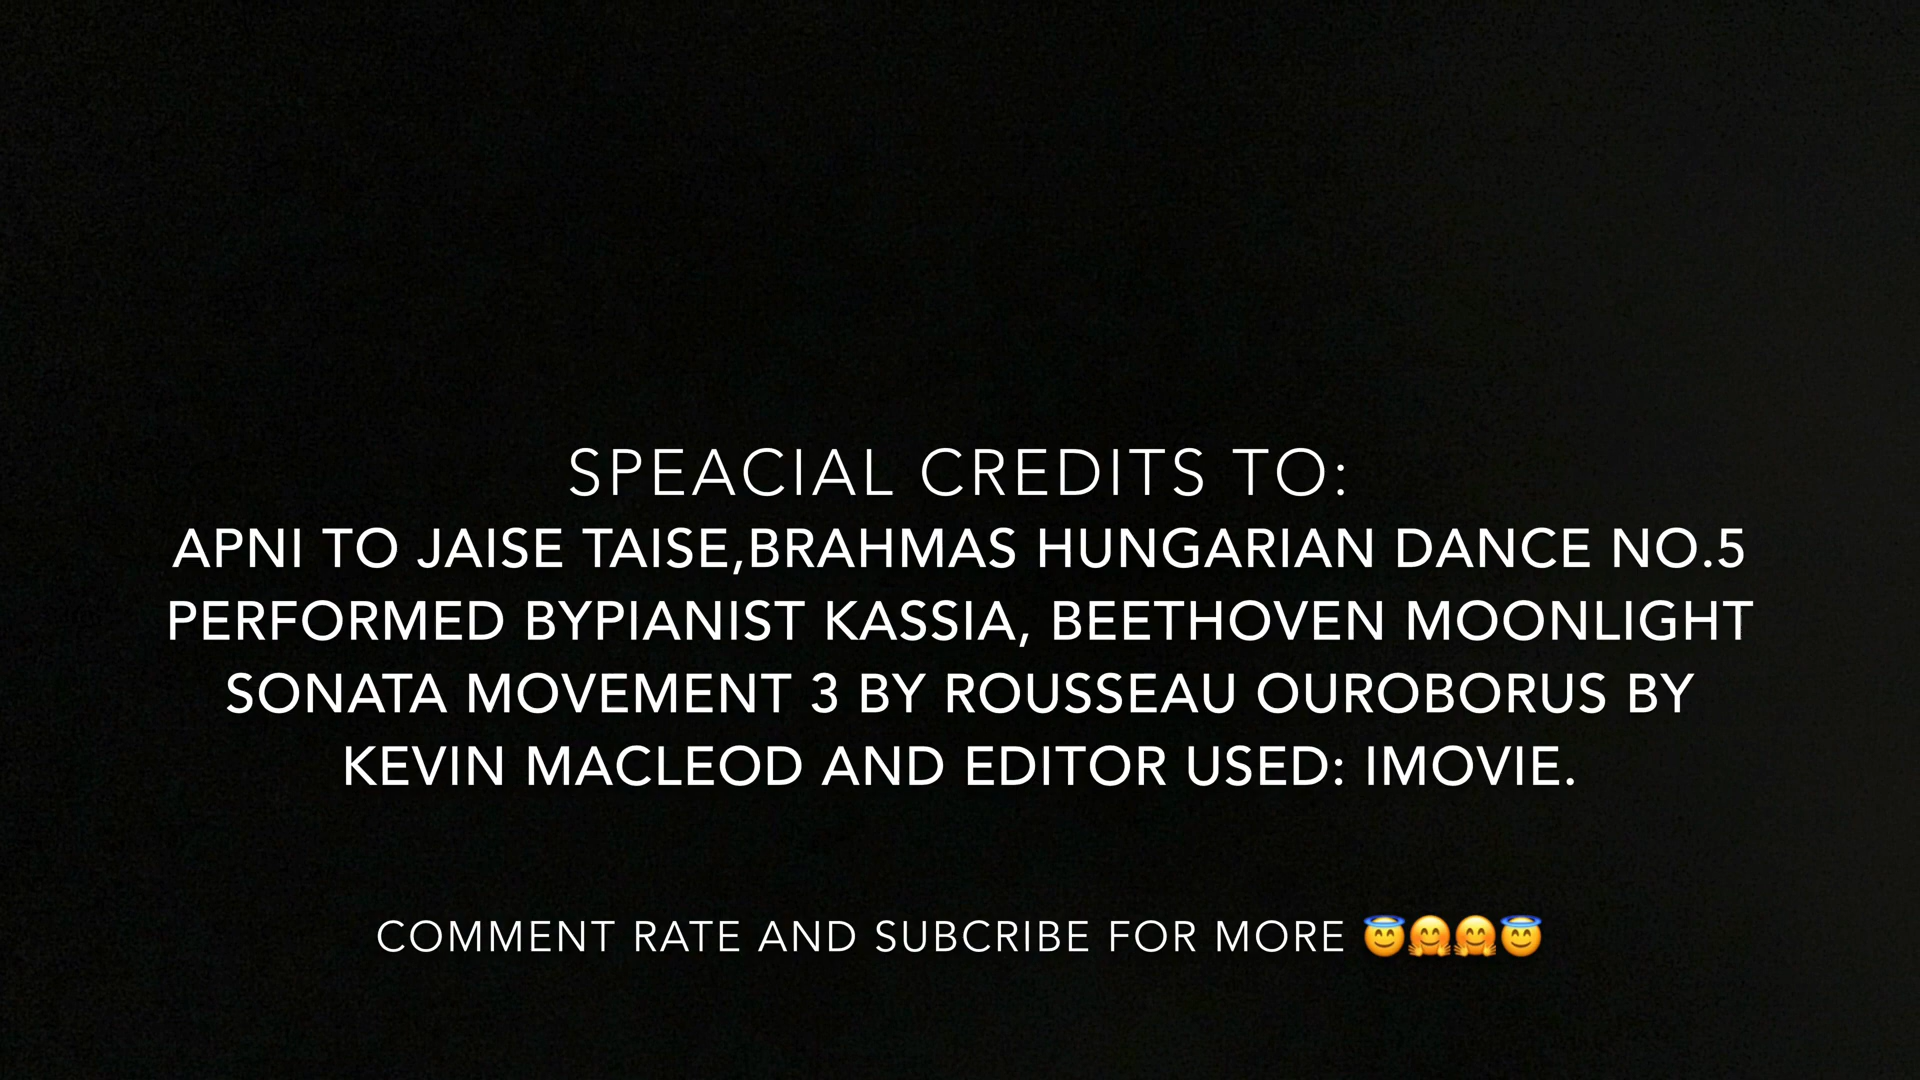 SPEACIAL CREDITS TO:
APNI TO JAISE TAISE,BRAHMAS HUNGARIAN DANCE NO.5
PERFORMED BYPIANIST KASSIA, BEETHOVEN MOONLIGHT
SONATA MOVEMENT 3 BY ROUSSEAU OUROBORUS BY
KEVIN MACLEOD AND EDITOR USED: IMOVIE.
COMMENT RATE AND SUBCRIBE FOR MORE 😇🤗🤗😇